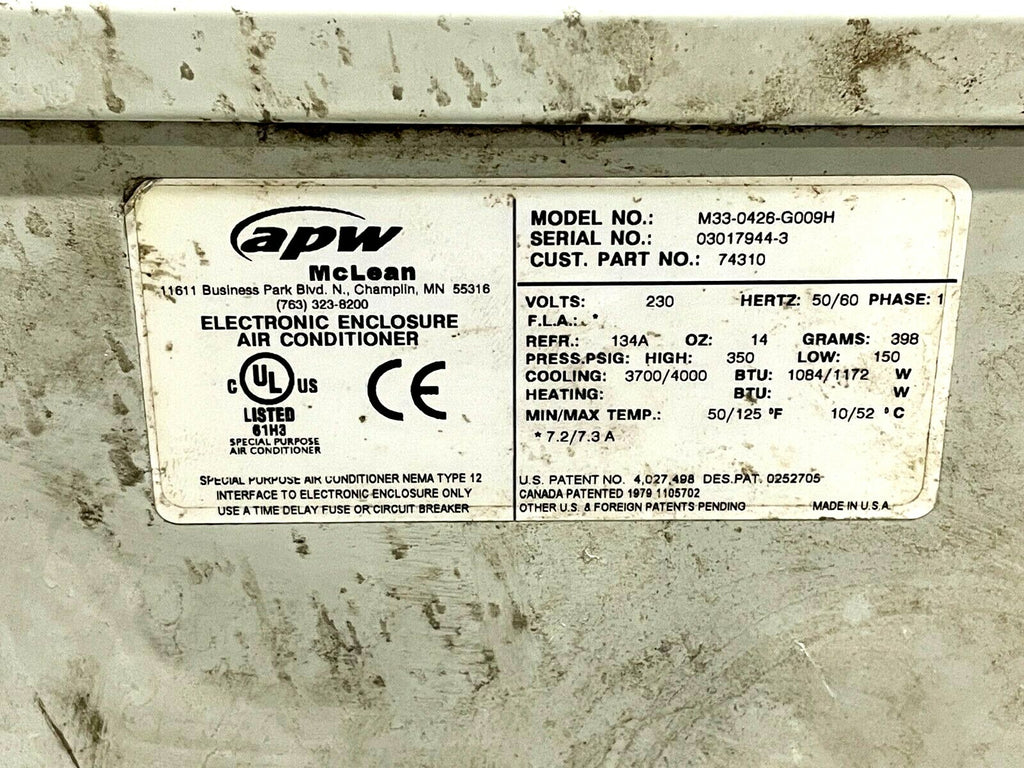 apw
McLean
11611 Business Park Blvd. N., Champlin, MN 55316
(763) 323-8200
ELECTRONIC ENCLOSURE
AIR CONDITIONER
C UL US
LISTED
61H3
SPECIAL PURPOSE
AIR CONDITIONER
CE
SPECIAL PURPOSE AIR CONDITIONER NEMA TYPE 12
INTERFACE TO ELECTRONIC ENCLOSURE ONLY
USE A TIME DELAY FUSE OR CIRCUIT BREAKER
MODEL NO.: M33-0426-G009H
SERIAL NO.: 03017944-3
CUST. PART NO.: 74310
VOLTS: 230 HERTZ: 50/60 PHASE: 1
F.L.A.: *
REFR.: 134A OZ: 14 GRAMS: 398
PRESS.PSIG: HIGH: 350 LOW: 150
COOLING: 3700/4000 BTU: 1084/1172 W
HEATING: BTU: W
MIN/MAX TEMP.: 50/125 °F 10/52 °C
* 7.2/7.3 A
U.S. PATENT NO. 4,027,498 DES.PAT. 0252705
CANADA PATENTED 1979 1105702
OTHER U.S. & FOREIGN PATENTS PENDING MADE IN U.S.A.